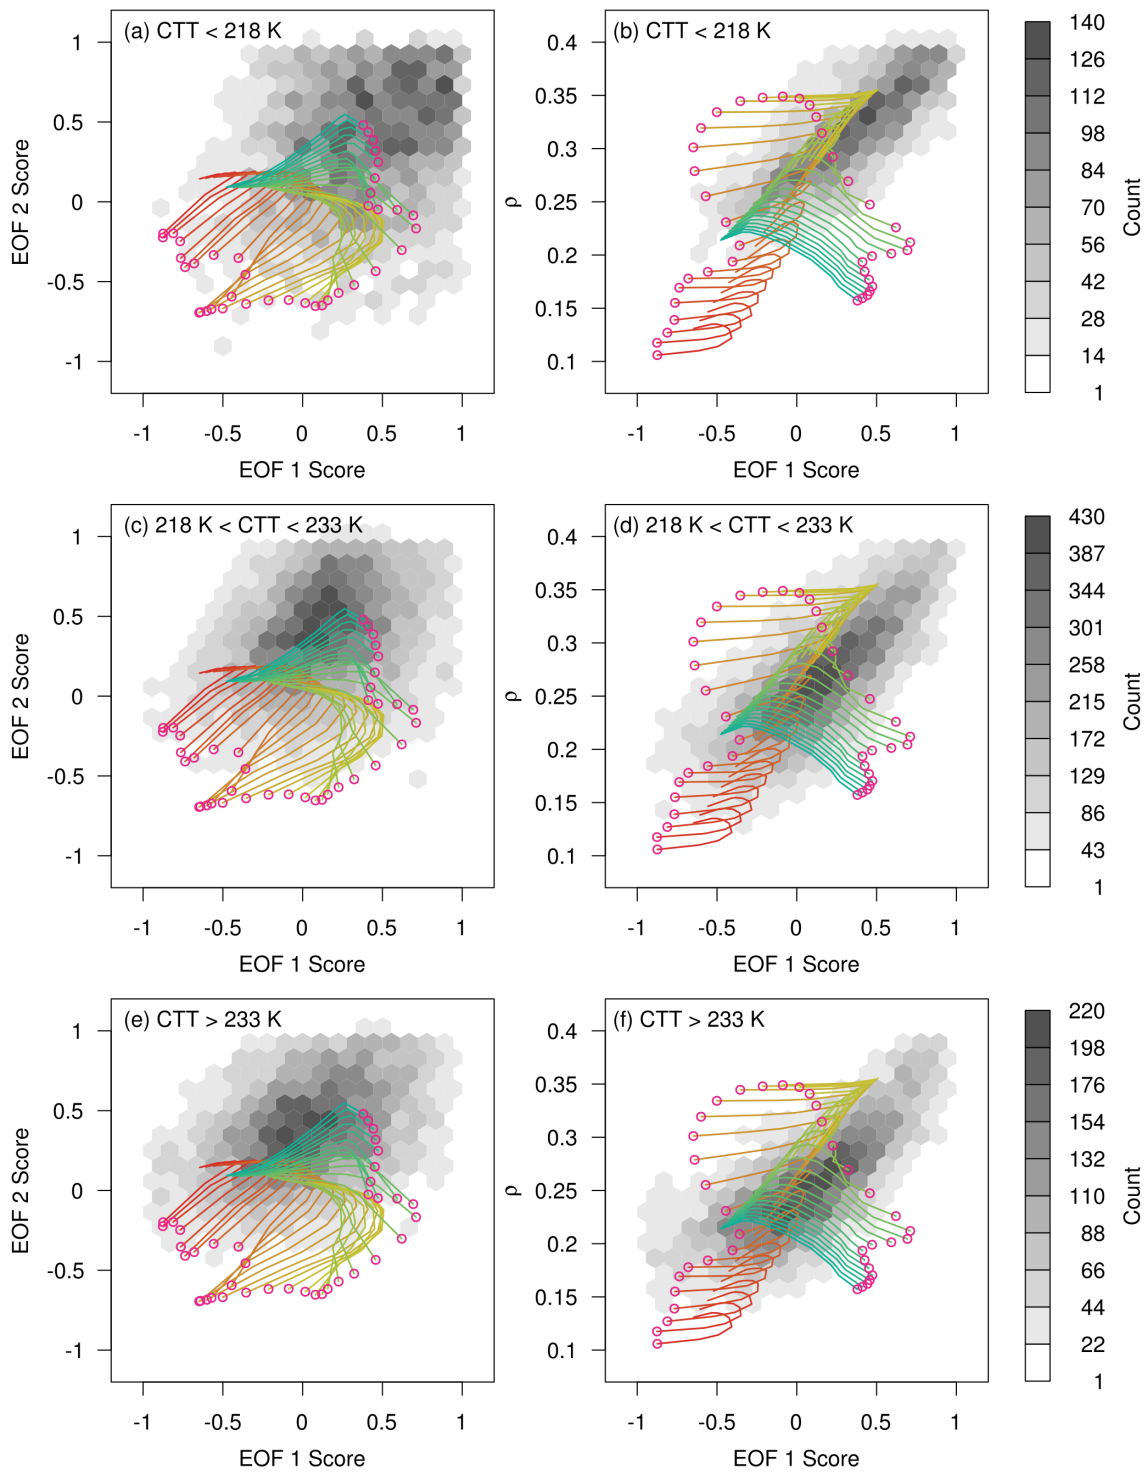 (a) CTT < 218 K
1
0.5
0
-0.5
-1
EOF 2 Score
-1 -0.5 0 0.5 1
EOF 1 Score
(b) CTT < 218 K
0.4
0.35
0.3
0.25
0.2
0.15
0.1
ρ
-1 -0.5 0 0.5 1
EOF 1 Score
140
126
112
98
84
70
56
42
28
14
1
Count
(c) 218 K < CTT < 233 K
1
0.5
0
-0.5
-1
EOF 2 Score
-1 -0.5 0 0.5 1
EOF 1 Score
(d) 218 K < CTT < 233 K
0.4
0.35
0.3
0.25
0.2
0.15
0.1
ρ
-1 -0.5 0 0.5 1
EOF 1 Score
430
387
344
301
258
215
172
129
86
43
1
Count
(e) CTT > 233 K
1
0.5
0
-0.5
-1
EOF 2 Score
-1 -0.5 0 0.5 1
EOF 1 Score
(f) CTT > 233 K
0.4
0.35
0.3
0.25
0.2
0.15
0.1
ρ
-1 -0.5 0 0.5 1
EOF 1 Score
220
198
176
154
132
110
88
66
44
22
1
Count